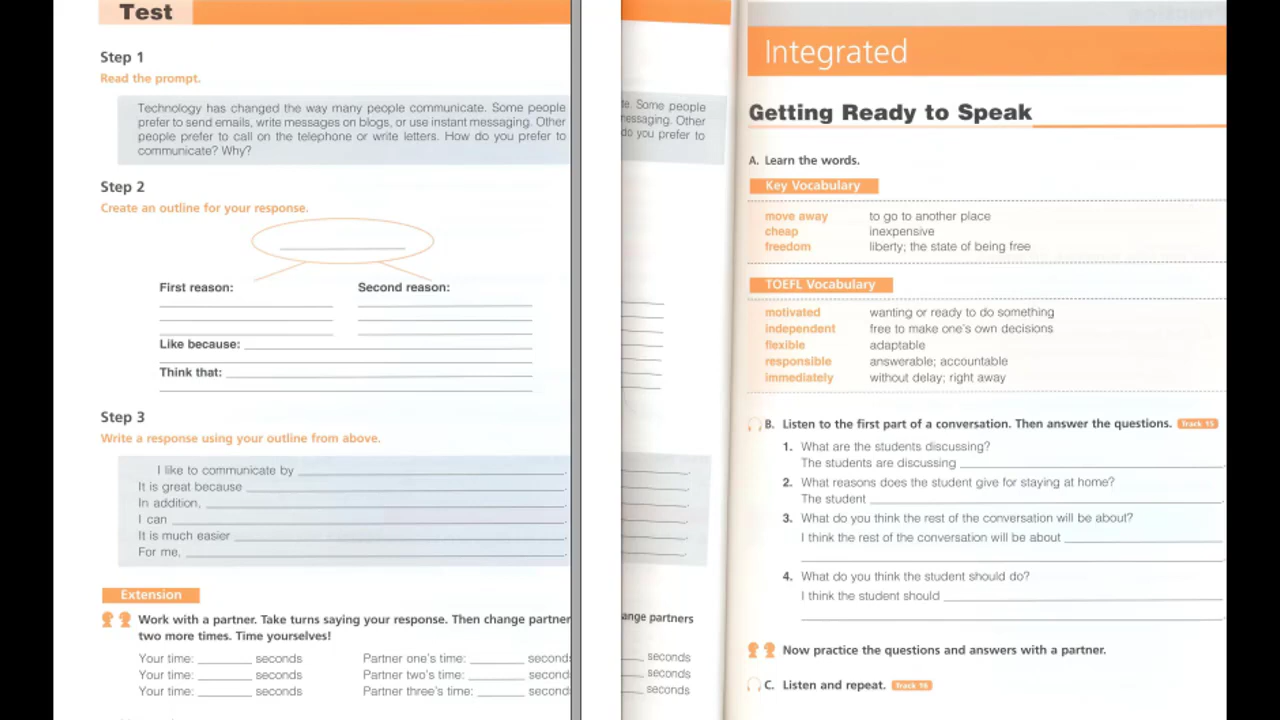 Test
Step 1
Read the prompt.
Technology has changed the way many people communicate. Some people
prefer to send emails, write messages on blogs, or use instant messaging. Other
people prefer to call on the telephone or write letters. How do you prefer to
communicate? Why?
Step 2
Create an outline for your response.
First reason:
Second reason:
Like because:
Think that:
Step 3
Write a response using your outline from above.
I like to communicate by
It is great because
In addition,
I can
It is much easier
For me,
Extension
Work with a partner. Take turns saying your response. Then change partner
two more times. Time yourselves!
Your time: seconds Partner one's time: second
Your time: seconds Partner two's time: second
Your time: seconds Partner three's time: second
te. Some people
nessaging. Other
do you prefer to
ange partners
seconds
seconds
seconds
Integrated
Getting Ready to Speak
A. Learn the words.
Key Vocabulary
move away to go to another place
cheap inexpensive
freedom liberty; the state of being free
TOEFL Vocabulary
motivated wanting or ready to do something
independent free to make one's own decisions
flexible adaptable
responsible answerable; accountable
immediately without delay; right away
B. Listen to the first part of a conversation. Then answer the questions. Track 15
1. What are the students discussing?
The students are discussing
2. What reasons does the student give for staying at home?
The student
3. What do you think the rest of the conversation will be about?
I think the rest of the conversation will be about
4. What do you think the student should do?
I think the student should
Now practice the questions and answers with a partner.
C. Listen and repeat. Track 16